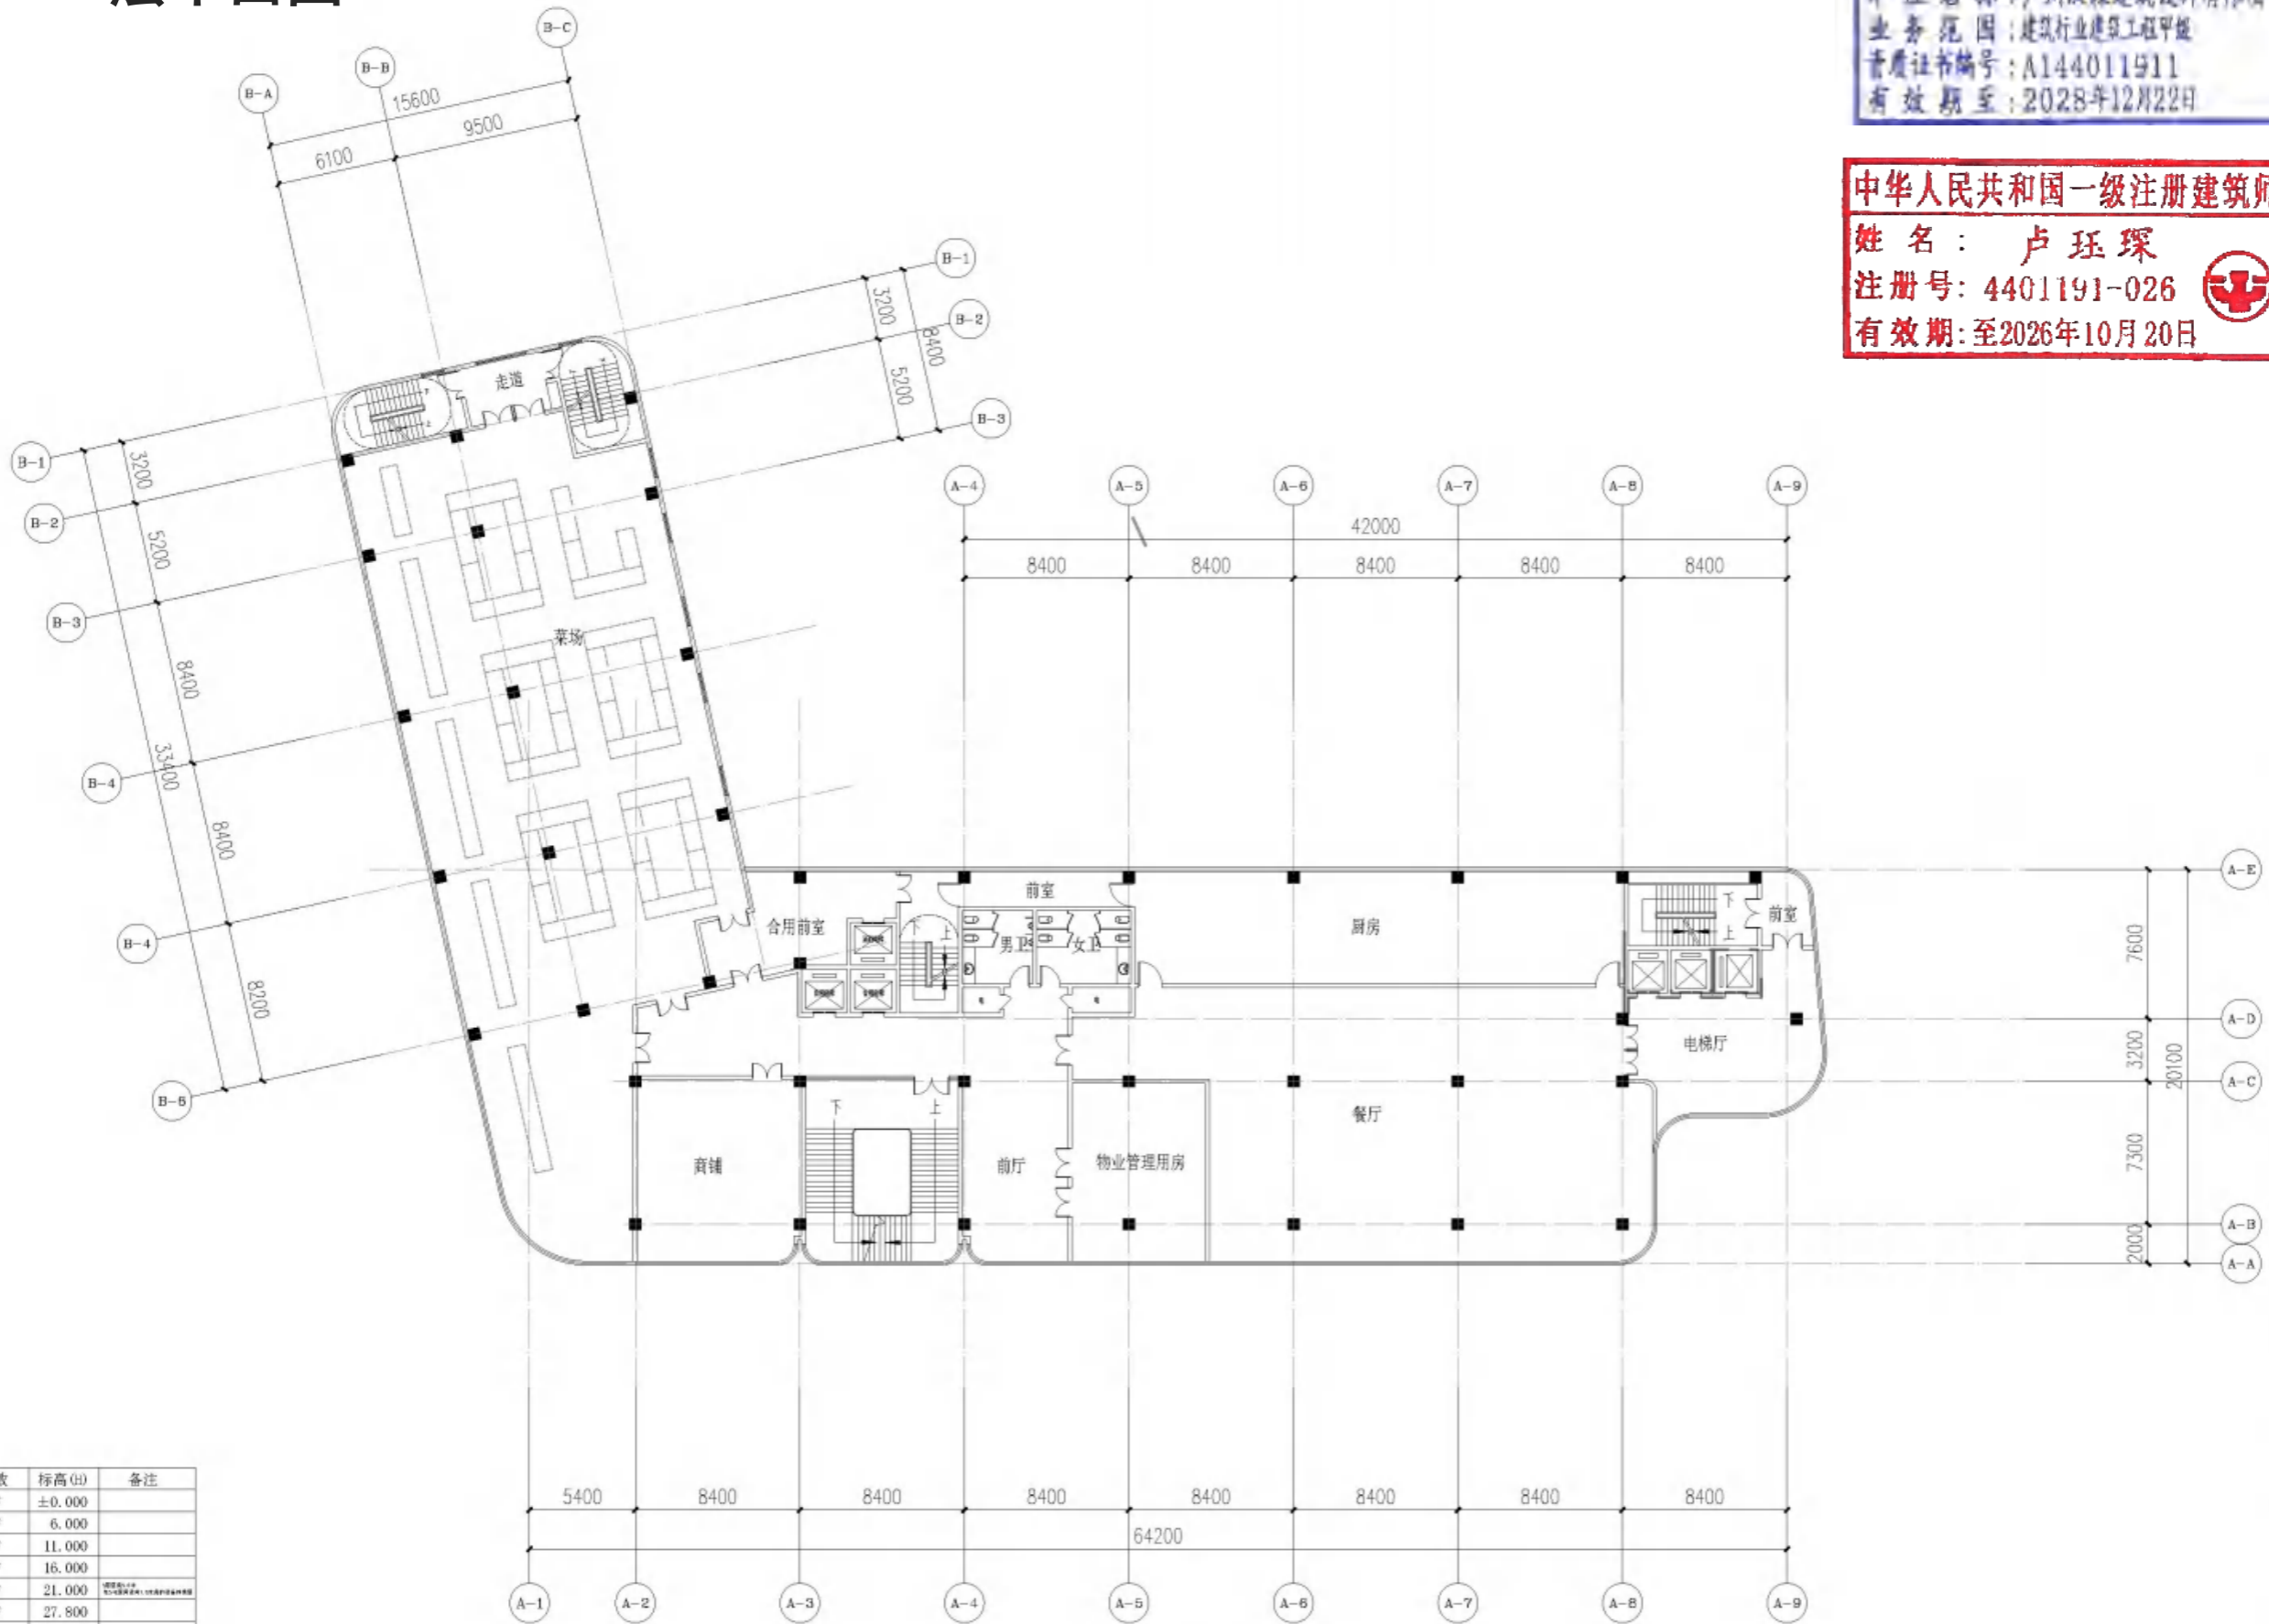 业务范围:建筑行业建筑工程甲级
资质证书编号:A144011911
有效期至:2028年12月22日
中华人民共和国一级注册建筑师
姓名: 卢珏琛
注册号: 4401191-026
有效期:至2026年10月20日
B-A
B-B
B-C
15600
6100
9500
B-1
B-2
B-3
3200
5200
8400
B-1
B-2
B-3
B-4
B-4
B-6
3200
5200
8400
8400
8200
33400
走道
菜场
A-4
A-5
A-6
A-7
A-8
A-9
42000
8400
8400
8400
8400
8400
合用前室
前室
下
上
男卫
女卫
厨房
下
上
前室
电梯厅
餐厅
商铺
下
上
前厅
物业管理用房
A-E
A-D
A-C
A-B
A-A
7600
3200
7300
2000
20100
5400
8400
8400
8400
8400
8400
8400
8400
64200
A-1
A-2
A-3
A-4
A-5
A-6
A-7
A-8
A-9
标高(H) 备注
±0.000
6.000
11.000
16.000
21.000
27.800